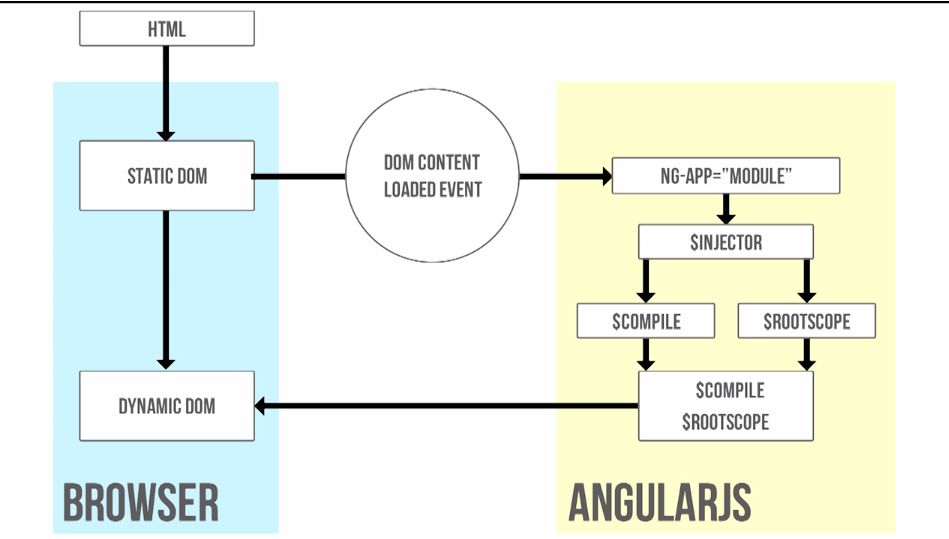 HTML
STATIC DOM
DOM CONTENT
LOADED EVENT
NG-APP="MODULE"
$INJECTOR
$COMPILE
$ROOTSCOPE
DYNAMIC DOM
$COMPILE
$ROOTSCOPE
BROWSER
ANGULARJS